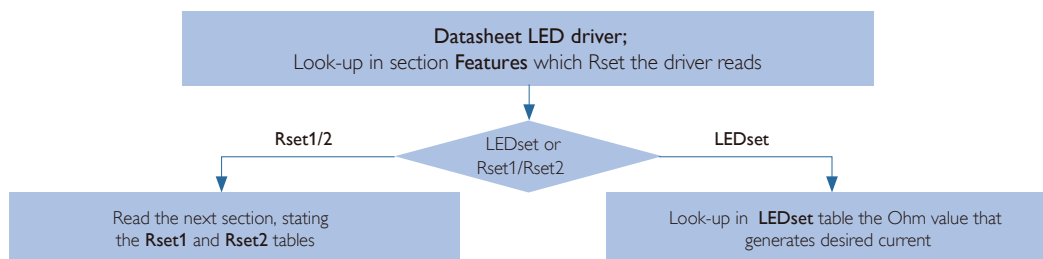 Datasheet LED driver;
Look-up in section Features which Rset the driver reads
Rset1/2
LEDset or
Rset1/Rset2
LEDset
Read the next section, stating
the Rset1 and Rset2 tables
Look-up in LEDset table the Ohm value that
generates desired current